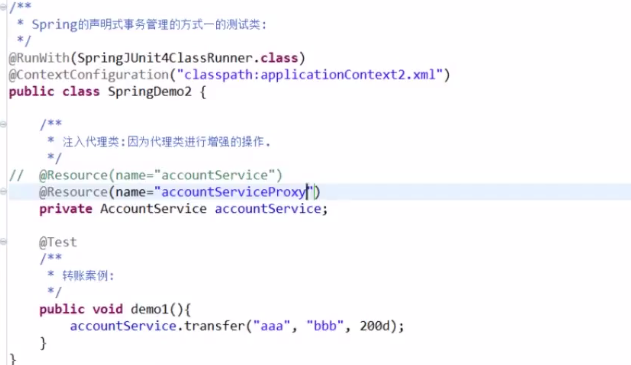 /**
 * Spring的声明式事务管理的方式一的测试类:
 */
@RunWith(SpringJUnit4ClassRunner.class)
@ContextConfiguration("classpath:applicationContext2.xml")
public class SpringDemo2 {
/**
 * 注入代理类:因为代理类进行增强的操作.
 */
// @Resource(name="accountService")
@Resource(name="accountServiceProxy")
private AccountService accountService;
@Test
/**
 * 转账案例:
 */
public void demo1(){
accountService.transfer("aaa", "bbb", 200d);
}
}